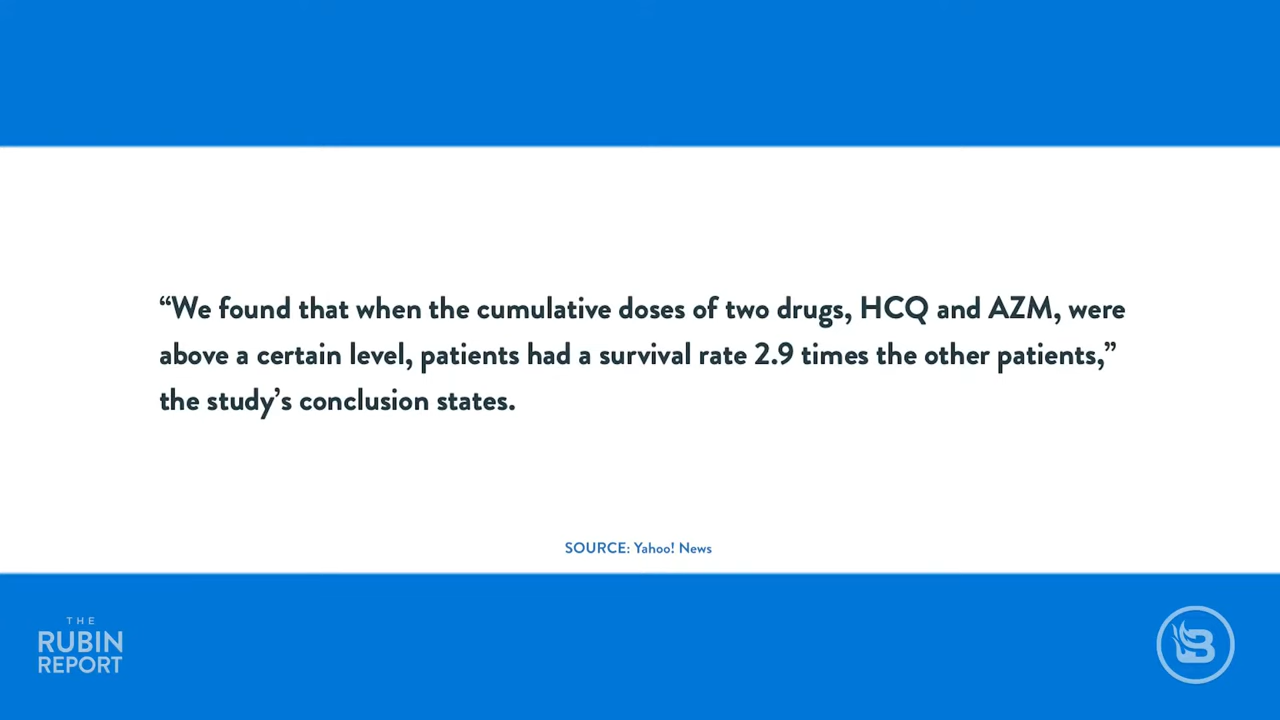 “We found that when the cumulative doses of two drugs, HCQ and AZM, were
above a certain level, patients had a survival rate 2.9 times the other patients,”
the study’s conclusion states.
SOURCE: Yahoo! News
THE
RUBIN
REPORT
B